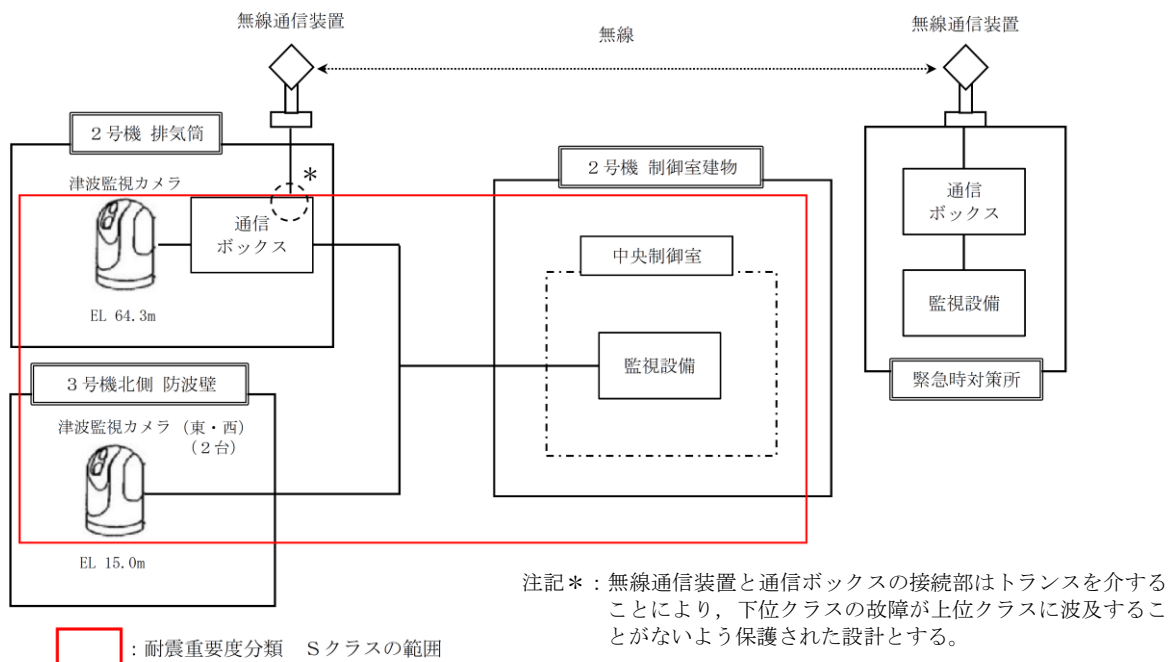 無線通信装置
無線
無線通信装置
2号機 排気筒
津波監視カメラ
*
通信
ボックス
EL 64.3m
2号機 制御室建物
中央制御室
監視設備
通信
ボックス
監視設備
緊急時対策所
3号機北側 防波壁
津波監視カメラ (東・西)
(2台)
EL 15.0m
注記*:無線通信装置と通信ボックスの接続部はトランスを介する
ことにより,下位クラスの故障が上位クラスに波及するこ
とがないよう保護された設計とする。
:耐震重要度分類 Sクラスの範囲